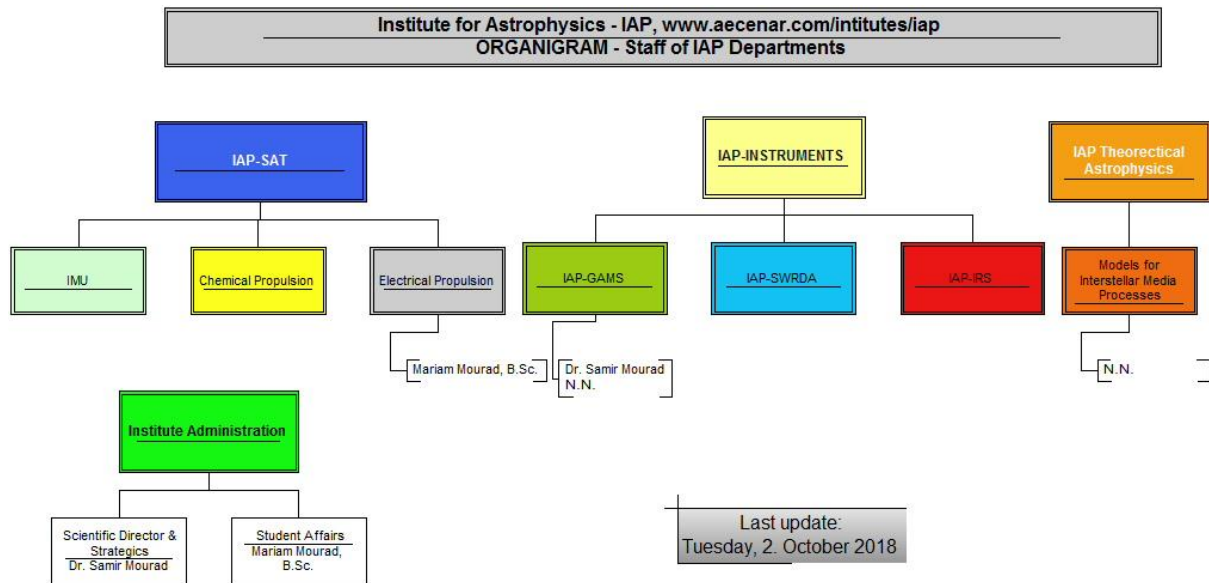 Institute for Astrophysics - IAP, www.aecenar.com/intitutes/iap
ORGANIGRAM - Staff of IAP Departments
IAP-SAT
IAP-INSTRUMENTS
IAP Theorectical
Astrophysics
IMU
Chemical Propulsion
Electrical Propulsion
IAP-GAMS
IAP-SWRDA
IAP-IRS
Models for
Interstellar Media
Processes
Mariam Mourad, B.Sc.
Dr. Samir Mourad
N.N.
N.N.
Institute Administration
Scientific Director &
Strategics
Dr. Samir Mourad
Student Affairs
Mariam Mourad,
B.Sc.
Last update:
Tuesday, 2. October 2018